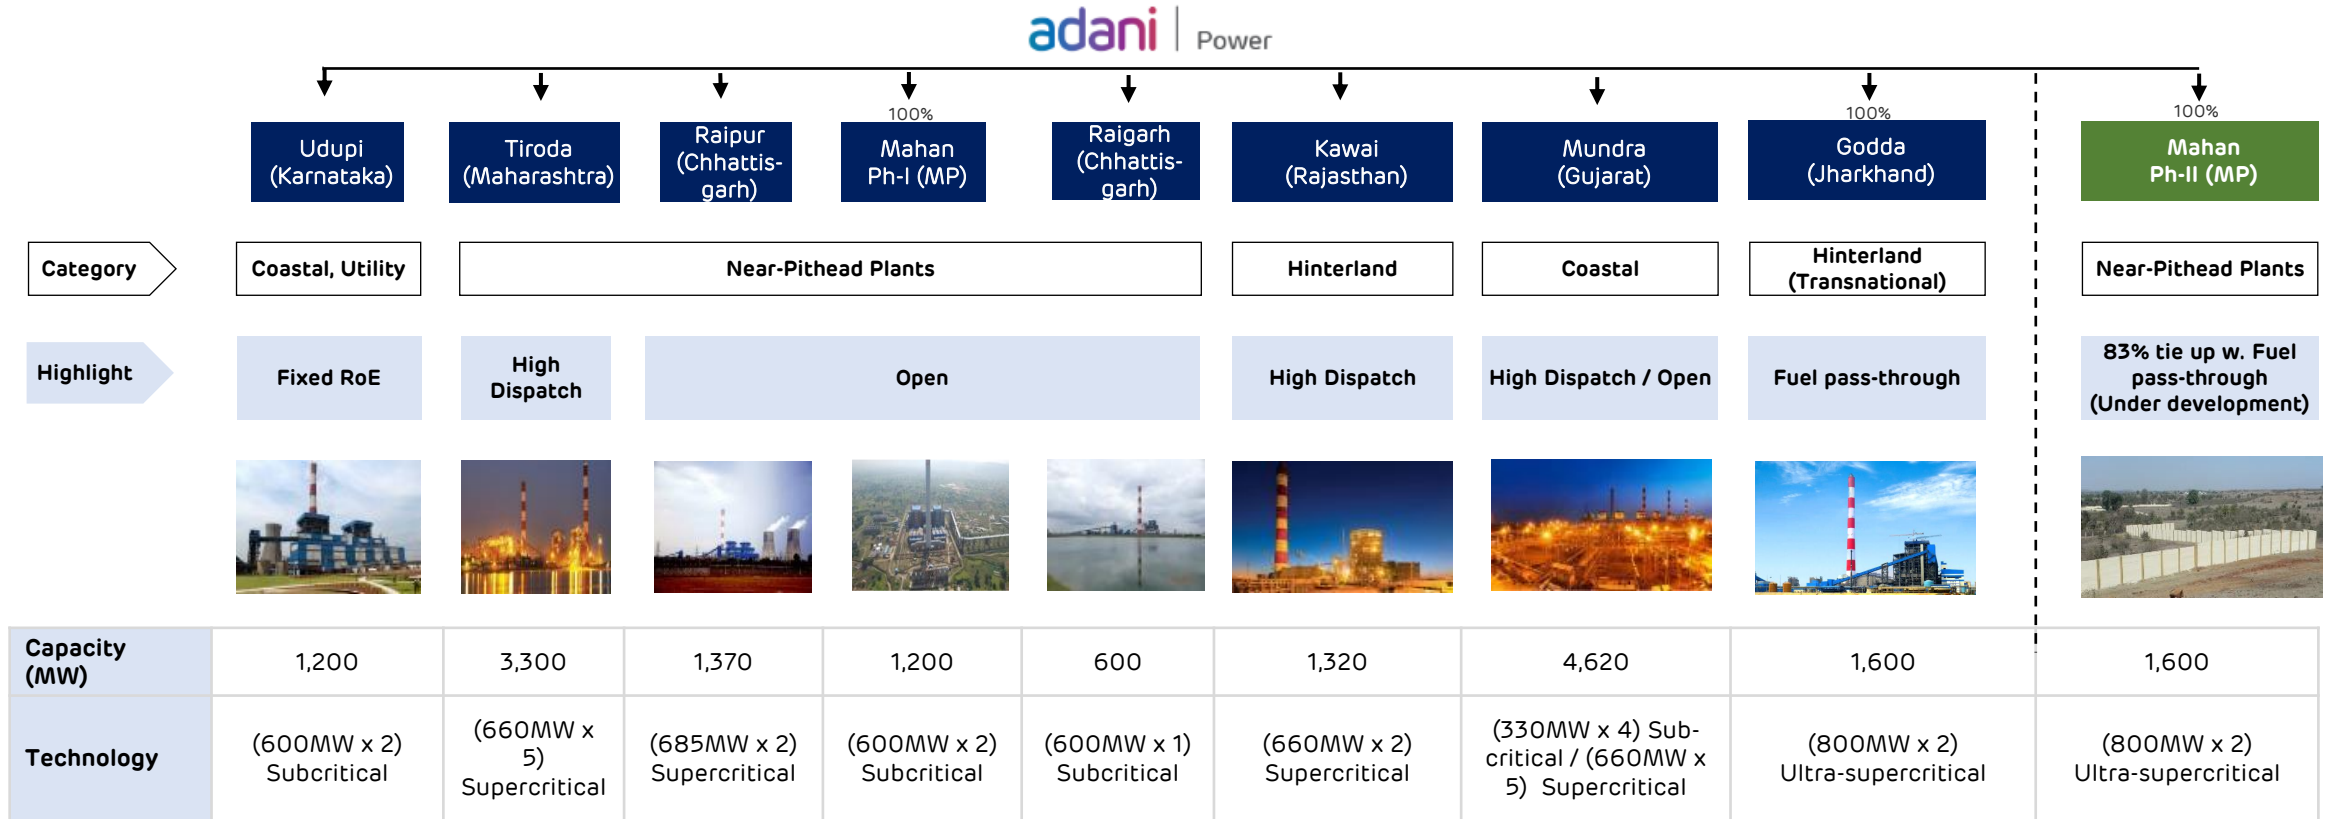 adani | Power
100%
100%
100%
Udupi
(Karnataka)
Tiroda
(Maharashtra)
Raipur
(Chhattis-
garh)
Mahan
Ph-I (MP)
Raigarh
(Chhattis-
garh)
Kawai
(Rajasthan)
Mundra
(Gujarat)
Godda
(Jharkhand)
Mahan
Ph-II (MP)
Category
Coastal, Utility
Near-Pithead Plants
Hinterland
Coastal
Hinterland
(Transnational)
Near-Pithead Plants
Highlight
Fixed RoE
High
Dispatch
Open
High Dispatch
High Dispatch / Open
Fuel pass-through
83% tie up w. Fuel
pass-through
(Under development)
Capacity
(MW)
1,200
3,300
1,370
1,200
600
1,320
4,620
1,600
1,600
Technology
(600MW x 2)
Subcritical
(660MW x
5)
Supercritical
(685MW x 2)
Supercritical
(600MW x 2)
Subcritical
(600MW x 1)
Subcritical
(660MW x 2)
Supercritical
(330MW x 4) Sub-
critical / (660MW x
5) Supercritical
(800MW x 2)
Ultra-supercritical
(800MW x 2)
Ultra-supercritical